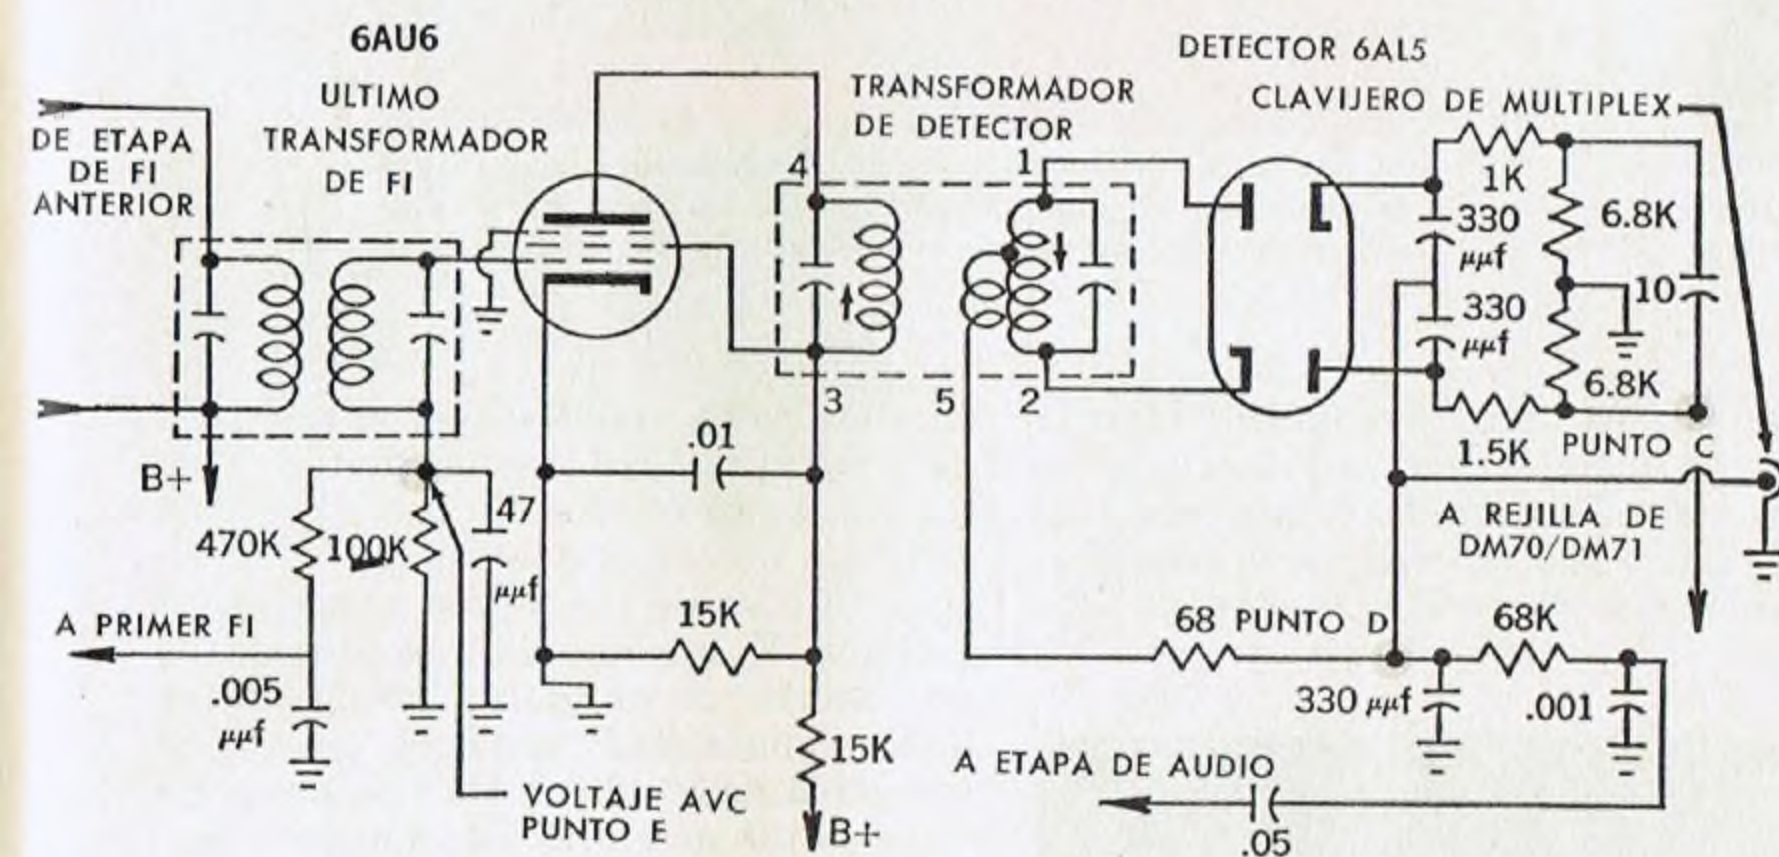 6AU6
ULTIMO
TRANSFORMADOR
DE FI
DE ETAPA
DE FI
ANTERIOR
TRANSFORMADOR
DE DETECTOR
DETECTOR 6AL5
CLAVIJERO DE MULTIPLEX
4
1
1K
330
μμf
6.8K
10
330
μμf
6.8K
3
5
2
1.5K
PUNTO C
B+
.01
470K
100K
47
μμf
A REJILLA DE
DM70/DM71
A PRIMER FI
15K
68 PUNTO D
68K
.005
μμf
330 μμf
.001
15K
A ETAPA DE AUDIO
VOLTAJE AVC
PUNTO E
B+
.05